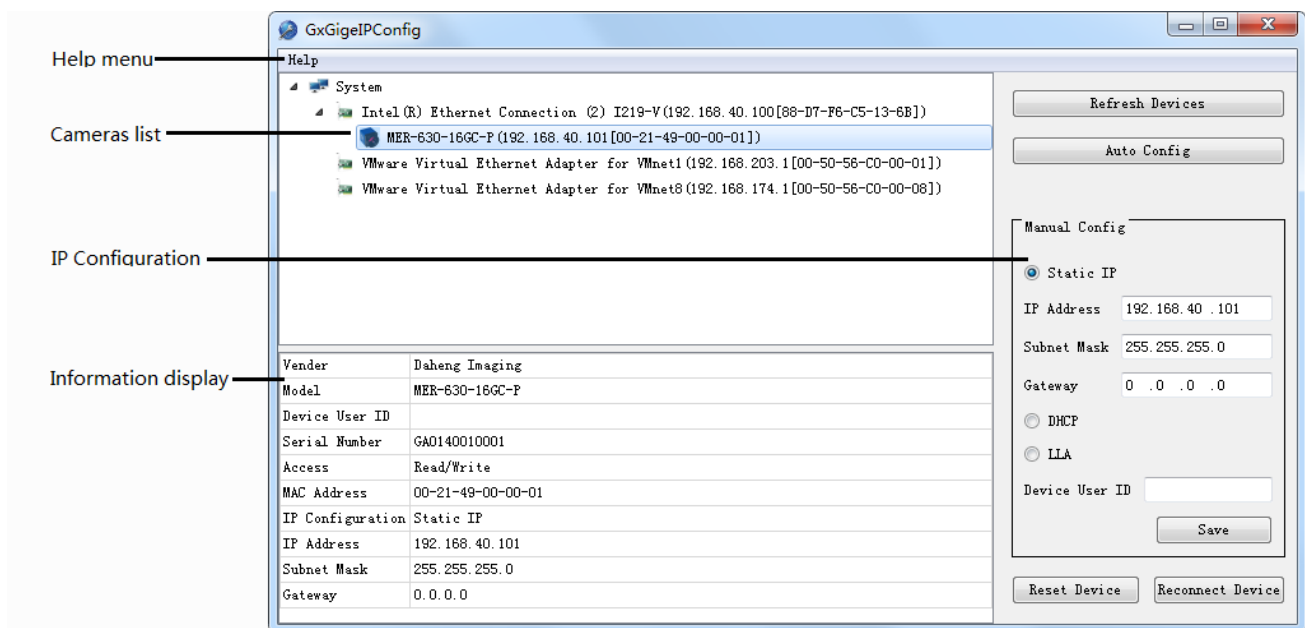 GxGigeIPConfig
Help menu
Help
System
Intel(R) Ethernet Connection (2) I219-V(192.168.40.100[88-D7-F6-C5-13-6B])
Refresh Devices
Cameras list
MER-630-16GC-P(192.168.40.101[00-21-49-00-00-01])
VMware Virtual Ethernet Adapter for VMnet1(192.168.203.1[00-50-56-C0-00-01])
Auto Config
VMware Virtual Ethernet Adapter for VMnet8(192.168.174.1[00-50-56-C0-00-08])
Manual Config
IP Configuration
Static IP
IP Address 192.168.40 .101
Subnet Mask 255.255.255.0
Gateway 0 .0 .0 .0
DHCP
LLA
Device User ID
Save
Reset Device Reconnect Device
Information display
Vender Daheng Imaging
Model MER-630-16GC-P
Device User ID
Serial Number GA0140010001
Access Read/Write
MAC Address 00-21-49-00-00-01
IP Configuration Static IP
IP Address 192.168.40.101
Subnet Mask 255.255.255.0
Gateway 0.0.0.0